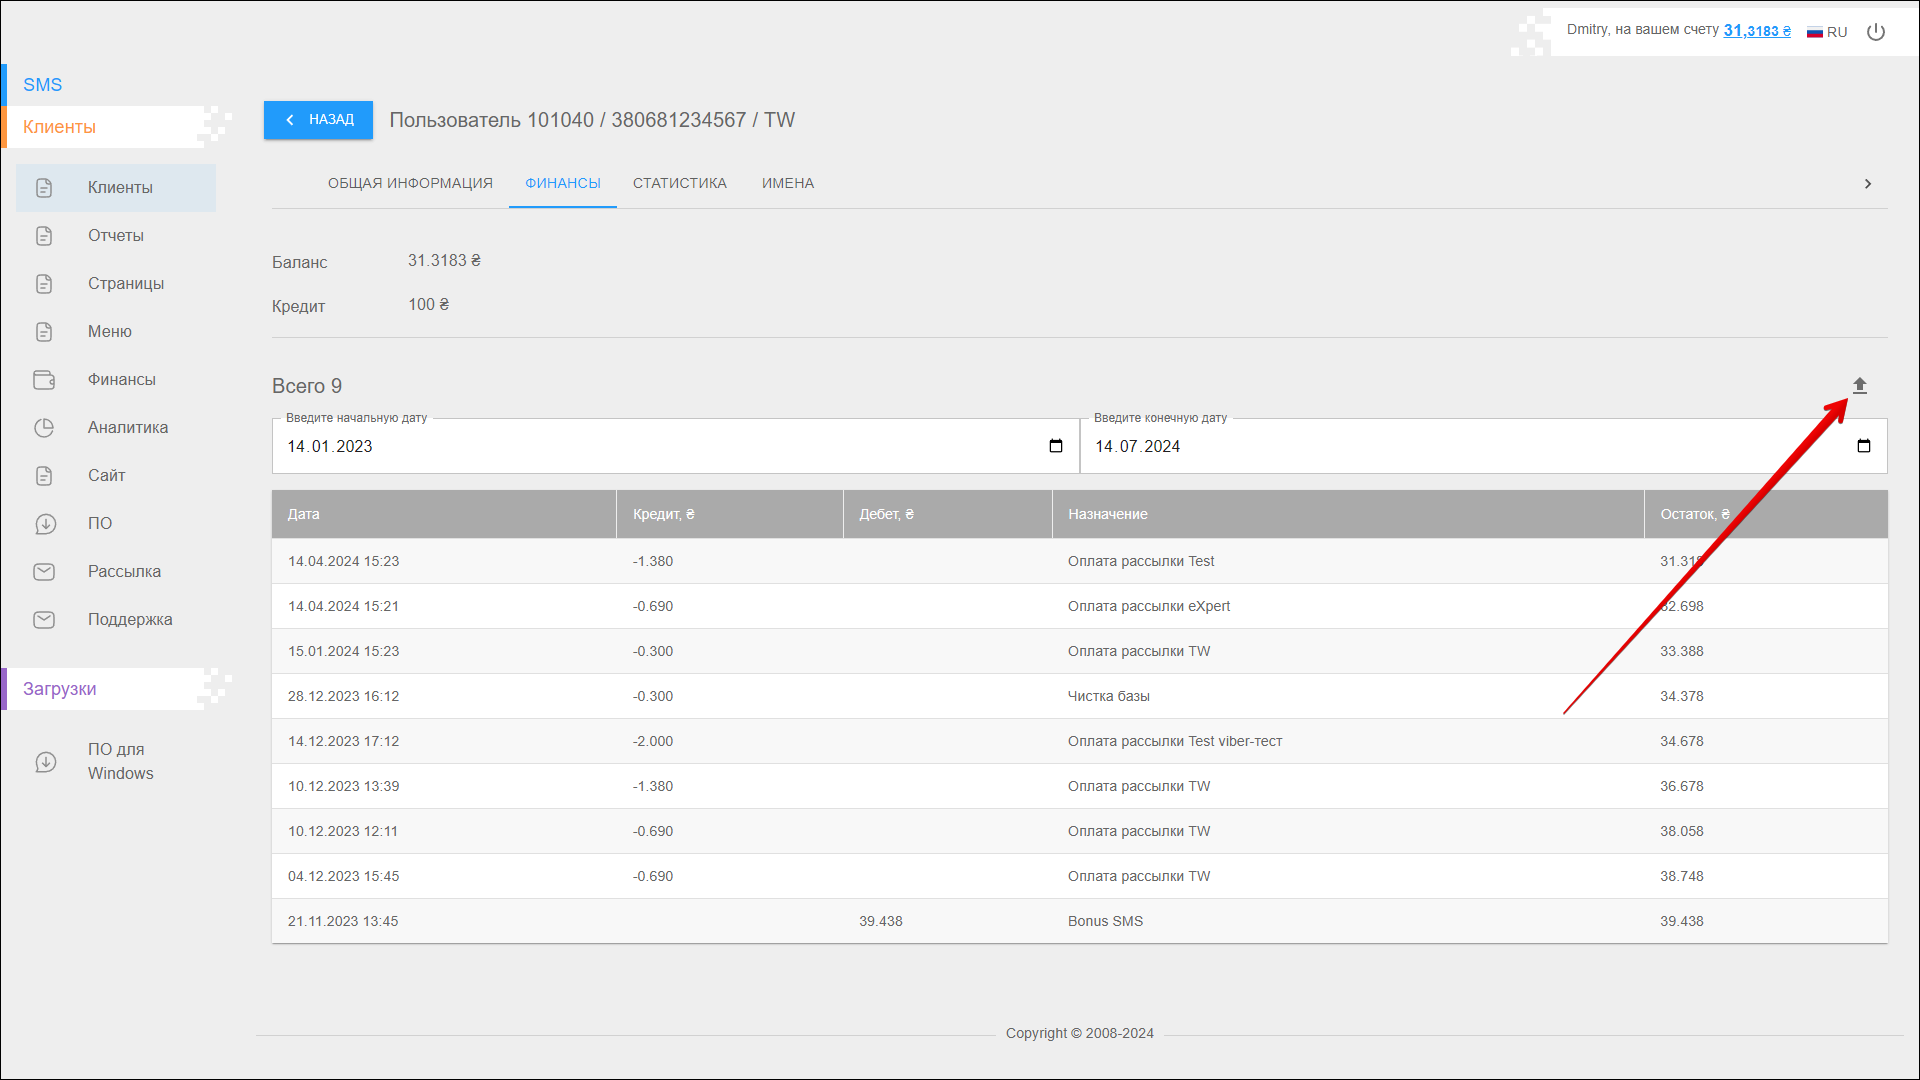 Dmitry, на вашем счету 31,3183 ₴ RU
SMS
Клиенты
Клиенты
Отчеты
Страницы
Меню
Финансы
Аналитика
Сайт
ПО
Рассылка
Поддержка
Загрузки
ПО для
Windows
НАЗАД Пользователь 101040 / 380681234567 / TW
ОБЩАЯ ИНФОРМАЦИЯ ФИНАНСЫ СТАТИСТИКА ИМЕНА
Баланс 31.3183 ₴
Кредит 100 ₴
Всего 9
Введите начальную дату Введите конечную дату
14.01.2023 14.07.2024
Дата Кредит, ₴ Дебет, ₴ Назначение Остаток, ₴
14.04.2024 15:23 -1.380 Оплата рассылки Test 31.318
14.04.2024 15:21 -0.690 Оплата рассылки eXpert 32.698
15.01.2024 15:23 -0.300 Оплата рассылки TW 33.388
28.12.2023 16:12 -0.300 Чистка базы 34.378
14.12.2023 17:12 -2.000 Оплата рассылки Test viber-тест 34.678
10.12.2023 13:39 -1.380 Оплата рассылки TW 36.678
10.12.2023 12:11 -0.690 Оплата рассылки TW 38.058
04.12.2023 15:45 -0.690 Оплата рассылки TW 38.748
21.11.2023 13:45 39.438 Bonus SMS 39.438
Copyright © 2008-2024